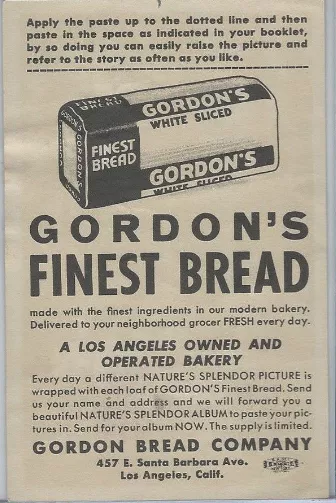 Apply the paste up to the dotted line and then
paste in the space as indicated in your booklet,
by so doing you can easily raise the picture and
refer to the story as often as you like.
GORDON'S
WHITE SLICED
FINEST
BREAD
GORDON'S
WHITE SLICED
GORDON'S
FINEST BREAD
made with the finest ingredients in our modern bakery.
Delivered to your neighborhood grocer FRESH every day.
A LOS ANGELES OWNED AND
OPERATED BAKERY
Every day a different NATURE'S SPLENDOR PICTURE is
wrapped with each loaf of GORDON'S Finest Bread. Send
us your name and address and we will forward you a
beautiful NATURE'S SPLENDOR ALBUM to paste your pic-
tures in. Send for your album NOW. The supply is limited.
GORDON BREAD COMPANY
457 E. Santa Barbara Ave.
Los Angeles, Calif.